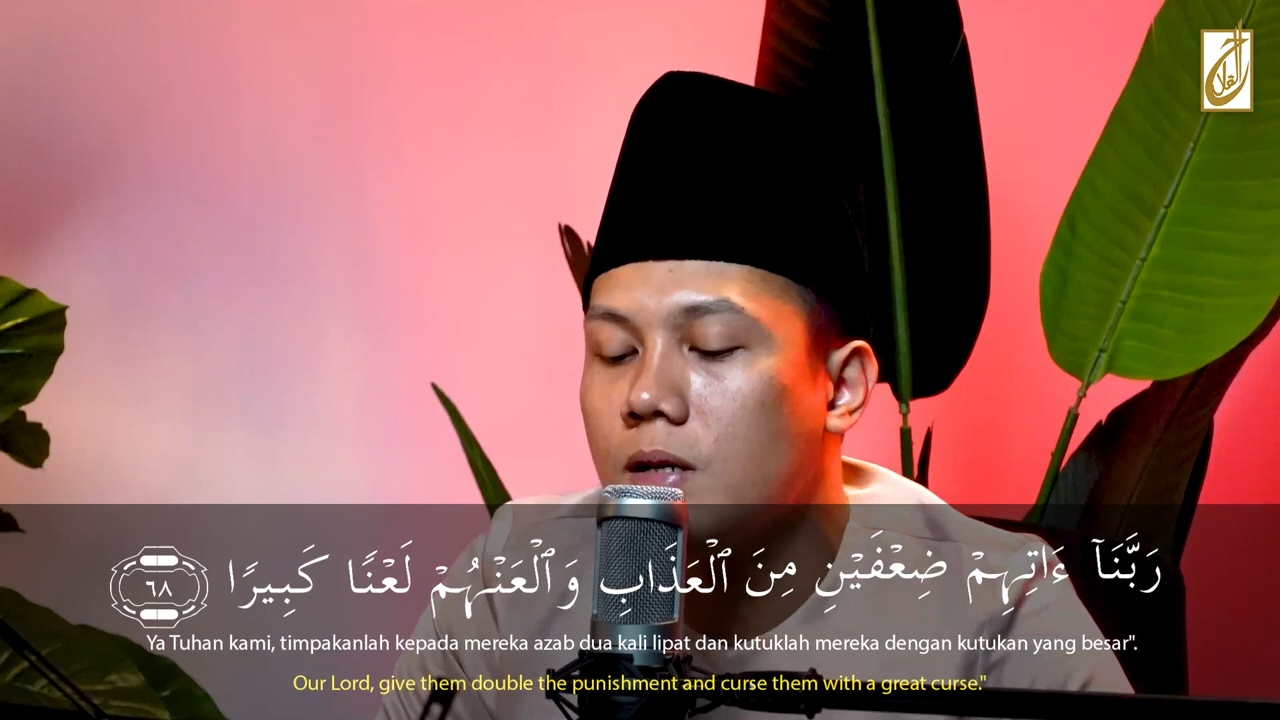 رَبَّنَآ ءَاتِهِمْ ضِعْفَيْنِ مِنَ ٱلْعَذَابِ وَٱلْعَنْهُمْ لَعْنًا كَبِيرًا ٦٨
Ya Tuhan kami, timpakanlah kepada mereka azab dua kali lipat dan kutuklah mereka dengan kutukan yang besar".
Our Lord, give them double the punishment and curse them with a great curse."